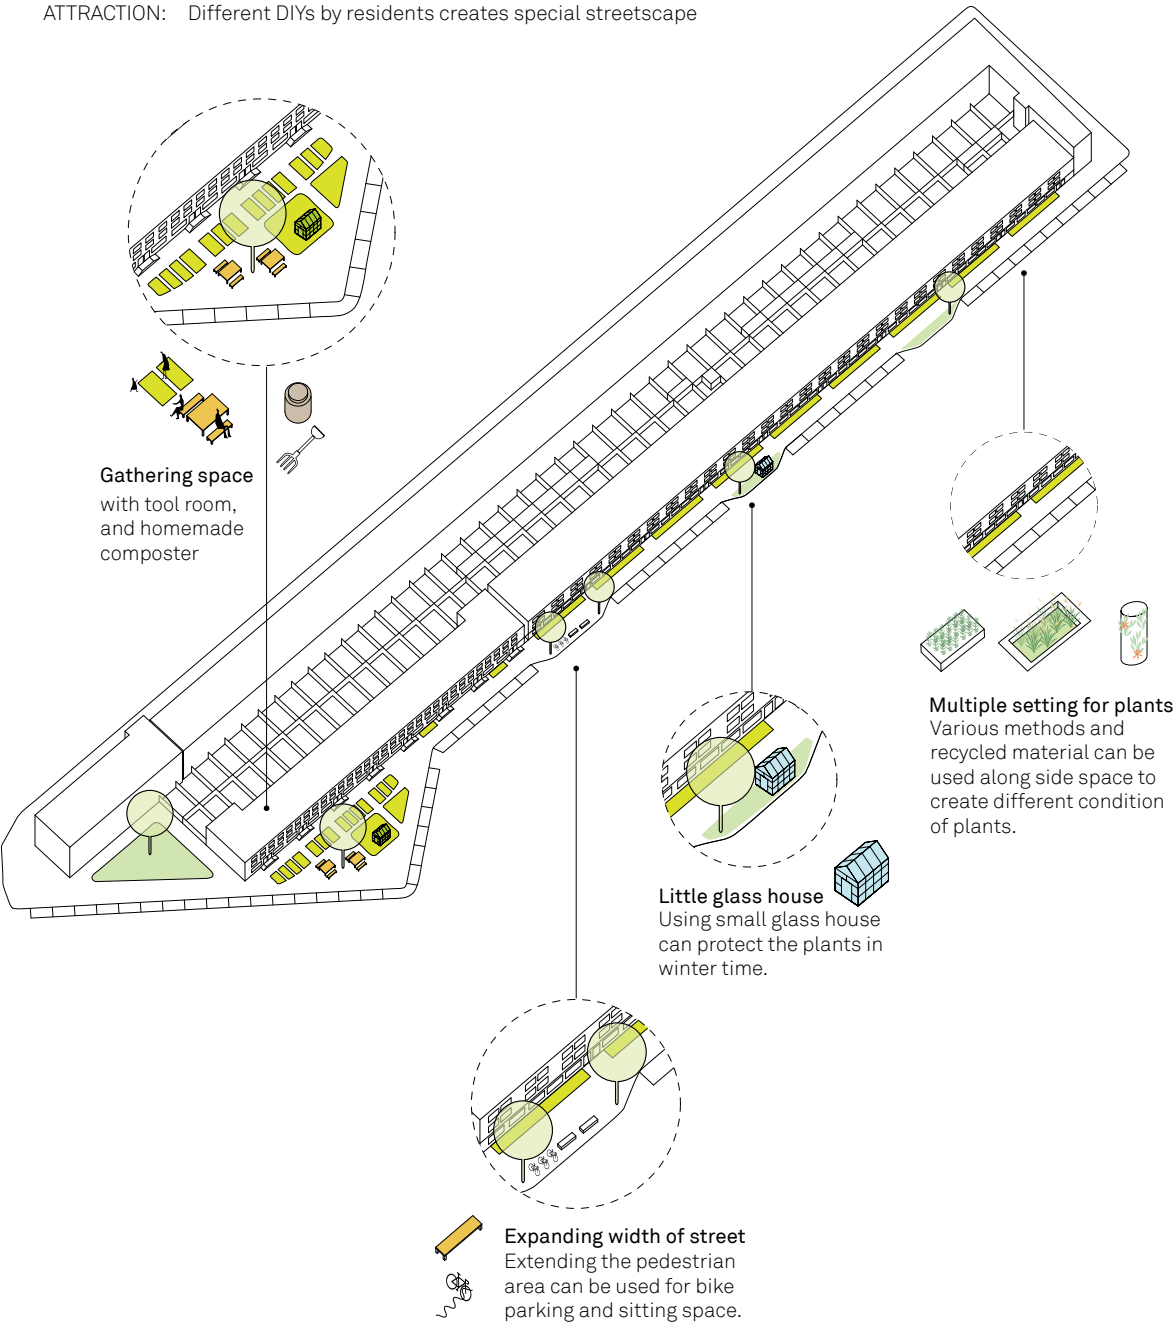 ATTRACTION: Different DIYs by residents creates special streetscape
Gathering space
with tool room,
and homemade
composter
Multiple setting for plants
Various methods and
recycled material can be
used along side space to
create different condition
of plants.
Little glass house
Using small glass house
can protect the plants in
winter time.
Expanding width of street
Extending the pedestrian
area can be used for bike
parking and sitting space.